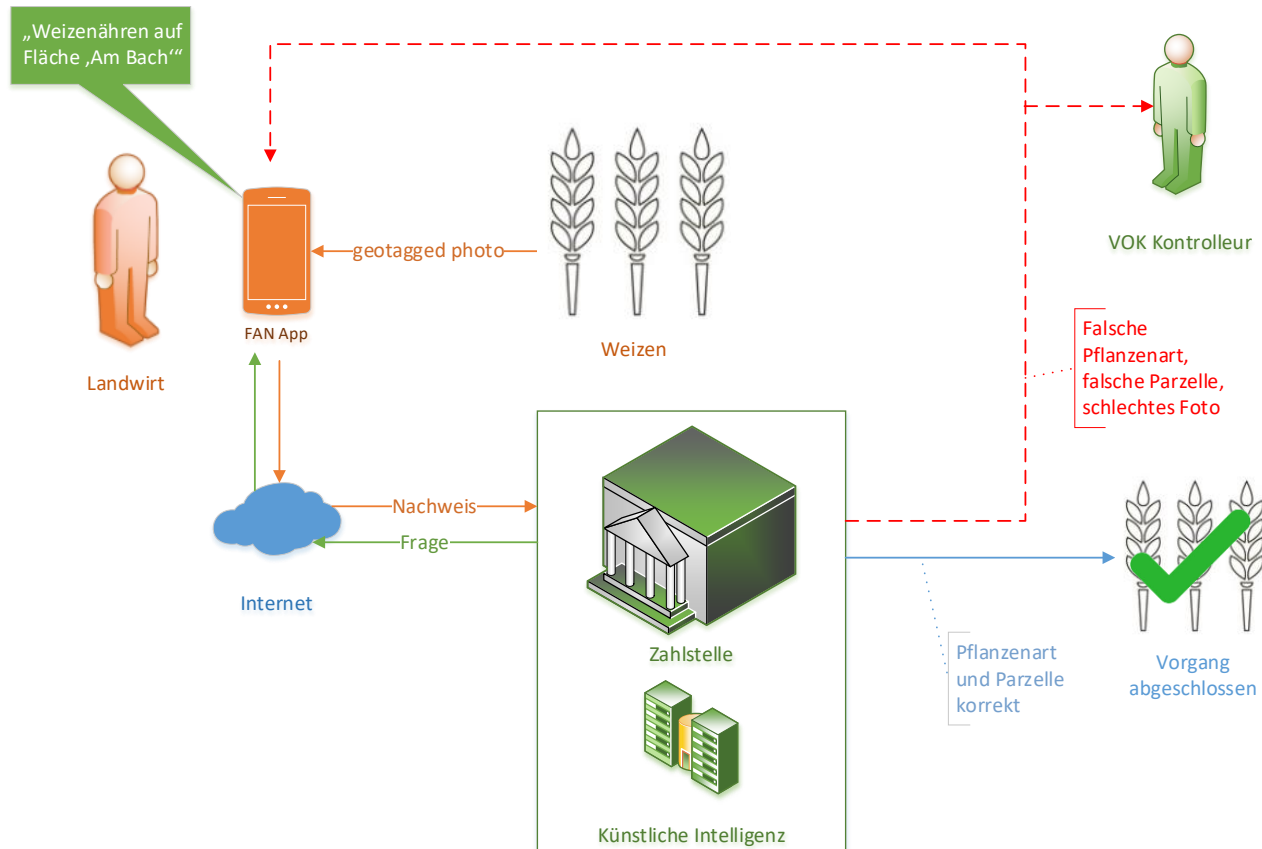 „Weizenähren auf
Fläche ‚Am Bach‘“
geotagged photo
VOK Kontrolleur
FAN App
Weizen
Landwirt
Falsche
Pflanzenart,
falsche Parzelle,
schlechtes Foto
Nachweis
Frage
Internet
Zahlstelle
Pflanzenart
und Parzelle
korrekt
Vorgang
abgeschlossen
Künstliche Intelligenz